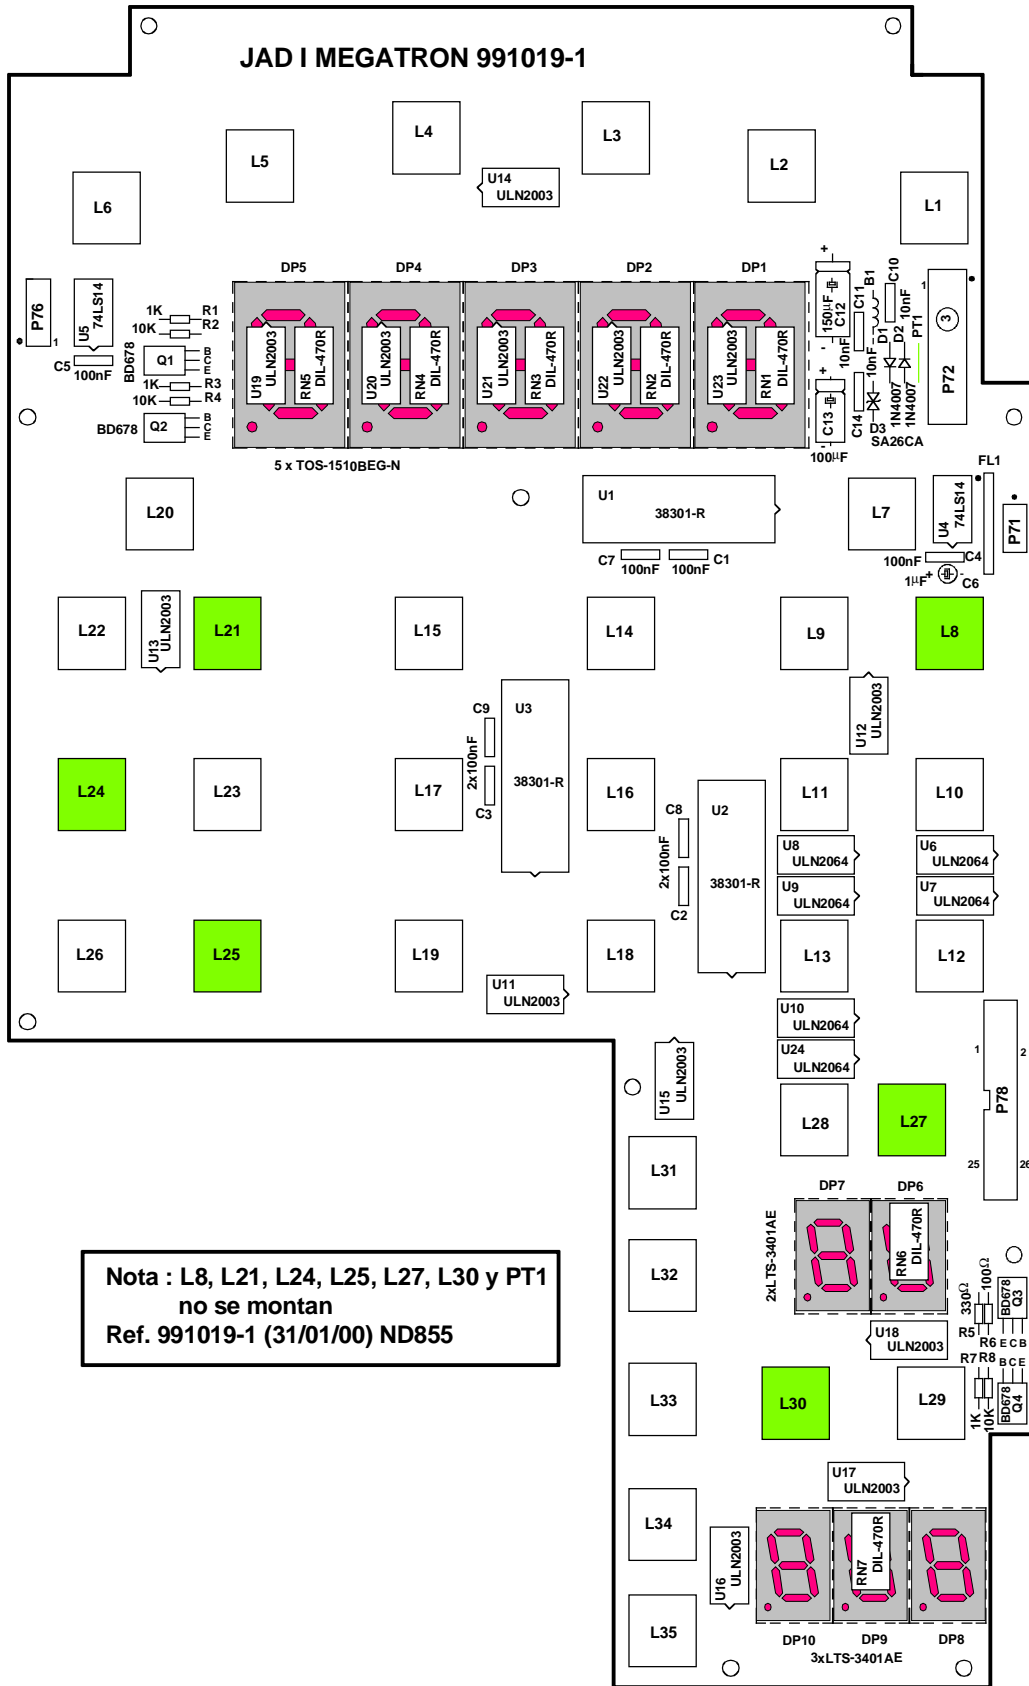 JAD I MEGATRON 991019-1
L4
L3
L5
L2
U14
ULN2003
L6
L1
DP5
DP4
DP3
DP2
DP1
P76
1
U5
74LS14
C5
100nF
1K
R1
10K
R2
BD678
Q1
B
C
E
1K
R3
10K
R4
BD678
Q2
B
C
E
U19
ULN2003
RN5
DIL-470R
U20
ULN2003
RN4
DIL-470R
U21
ULN2003
RN3
DIL-470R
U22
ULN2003
RN2
DIL-470R
U23
ULN2003
RN1
DIL-470R
5 x TOS-1510BEG-N
+
150µF
C12
-
C11
10nF
B1
C10
10nF
+
C13
-
100µF
C14
10nF
D1
D2
PT1
1N4007
1N4007
D3
SA26CA
1
3
P72
L20
U1
38301-R
C7
100nF
100nF
C1
L7
U4
74LS14
FL1
P71
100nF
C4
1µF
+
-
C6
L22
U13
ULN2003
L21
L15
L14
L9
L8
U12
ULN2003
C9
2x100nF
C3
U3
38301-R
L24
L23
L17
L16
L11
L10
C8
2x100nF
C2
U2
38301-R
U8
ULN2064
U6
ULN2064
U9
ULN2064
U7
ULN2064
L26
L25
L19
L18
L13
L12
U11
ULN2003
U10
ULN2064
U24
ULN2064
U15
ULN2003
1
2
P78
25
26
L28
L27
L31
DP7
DP6
2xLTS-3401AE
RN6
DIL-470R
L32
Nota : L8, L21, L24, L25, L27, L30 y PT1
no se montan
Ref. 991019-1 (31/01/00) ND855
330Ω
100Ω
BD678
Q3
R5
R6
E C B
U18
ULN2003
R7
R8
B C E
1K
10K
BD678
Q4
L33
L30
L29
U17
ULN2003
L34
U16
ULN2003
RN7
DIL-470R
L35
DP10
DP9
DP8
3xLTS-3401AE